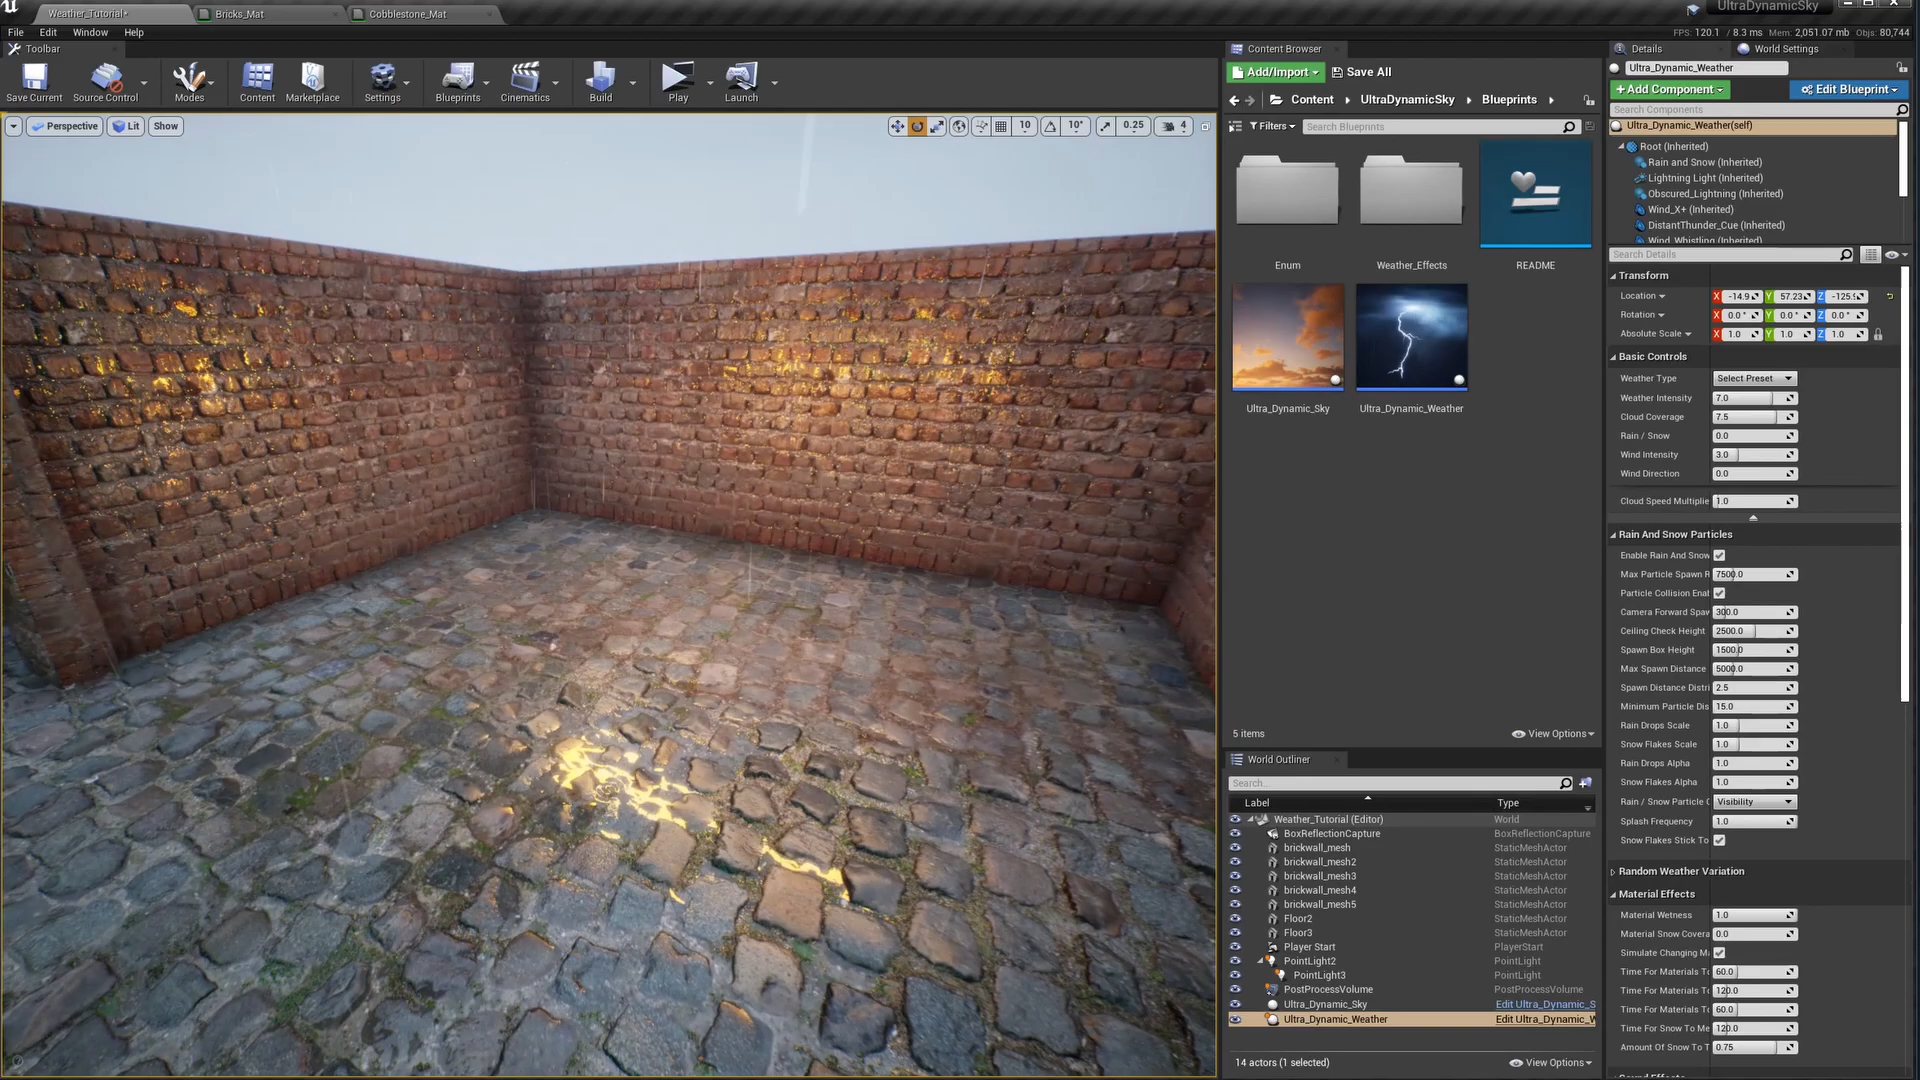 Weather_Tutorial•
Bricks_Mat
Cobblestone_Mat
UltraDynamicSky
File
Edit
Window
Help
FPS: 120.1 / 8.3 ms Mem: 2,051.07 mb Objs: 80,744
Toolbar
Save Current
Source Control
Modes
Content
Marketplace
Settings
Blueprints
Cinematics
Build
Play
Launch
Perspective
Lit
Show
10
10°
0.25
4
Content Browser
Add/Import
Save All
Content
UltraDynamicSky
Blueprints
Filters
Search Blueprints
Enum
Weather_Effects
README
Ultra_Dynamic_Sky
Ultra_Dynamic_Weather
5 items
View Options
World Outliner
Search...
Label
Type
Weather_Tutorial (Editor) World
BoxReflectionCapture BoxReflectionCapture
brickwall_mesh StaticMeshActor
brickwall_mesh2 StaticMeshActor
brickwall_mesh3 StaticMeshActor
brickwall_mesh4 StaticMeshActor
brickwall_mesh5 StaticMeshActor
Floor2 StaticMeshActor
Floor3 StaticMeshActor
Player Start PlayerStart
PointLight2 PointLight
PointLight3 PointLight
PostProcessVolume PostProcessVolume
Ultra_Dynamic_Sky Edit Ultra_Dynamic_S
Ultra_Dynamic_Weather Edit Ultra_Dynamic_W
14 actors (1 selected)
View Options
Details
World Settings
Ultra_Dynamic_Weather
+Add Component
Edit Blueprint
Search Components
Ultra_Dynamic_Weather(self)
Root (Inherited)
Rain and Snow (Inherited)
Lightning Light (Inherited)
Obscured_Lightning (Inherited)
Wind_X+ (Inherited)
DistantThunder_Cue (Inherited)
Wind_Whistling (Inherited)
Search Details
Transform
Location X -14.9 Y 57.23 Z -125.
Rotation X 0.0 ° Y 0.0 ° Z 0.0 °
Absolute Scale X 1.0 Y 1.0 Z 1.0
Basic Controls
Weather Type Select Preset
Weather Intensity 7.0
Cloud Coverage 7.5
Rain / Snow 0.0
Wind Intensity 3.0
Wind Direction 0.0
Cloud Speed Multiplie 1.0
Rain And Snow Particles
Enable Rain And Snow
Max Particle Spawn R 7500.0
Particle Collision Enal
Camera Forward Spav 300.0
Ceiling Check Height 2500.0
Spawn Box Height 1500.0
Max Spawn Distance 5000.0
Spawn Distance Distri 2.5
Minimum Particle Dis 15.0
Rain Drops Scale 1.0
Snow Flakes Scale 1.0
Rain Drops Alpha 1.0
Snow Flakes Alpha 1.0
Rain / Snow Particle C Visibility
Splash Frequency 1.0
Snow Flakes Stick To
Random Weather Variation
Material Effects
Material Wetness 1.0
Material Snow Covera 0.0
Simulate Changing M
Time For Materials To 60.0
Time For Materials To 120.0
Time For Materials To 60.0
Time For Snow To Me 120.0
Amount Of Snow To T 0.75